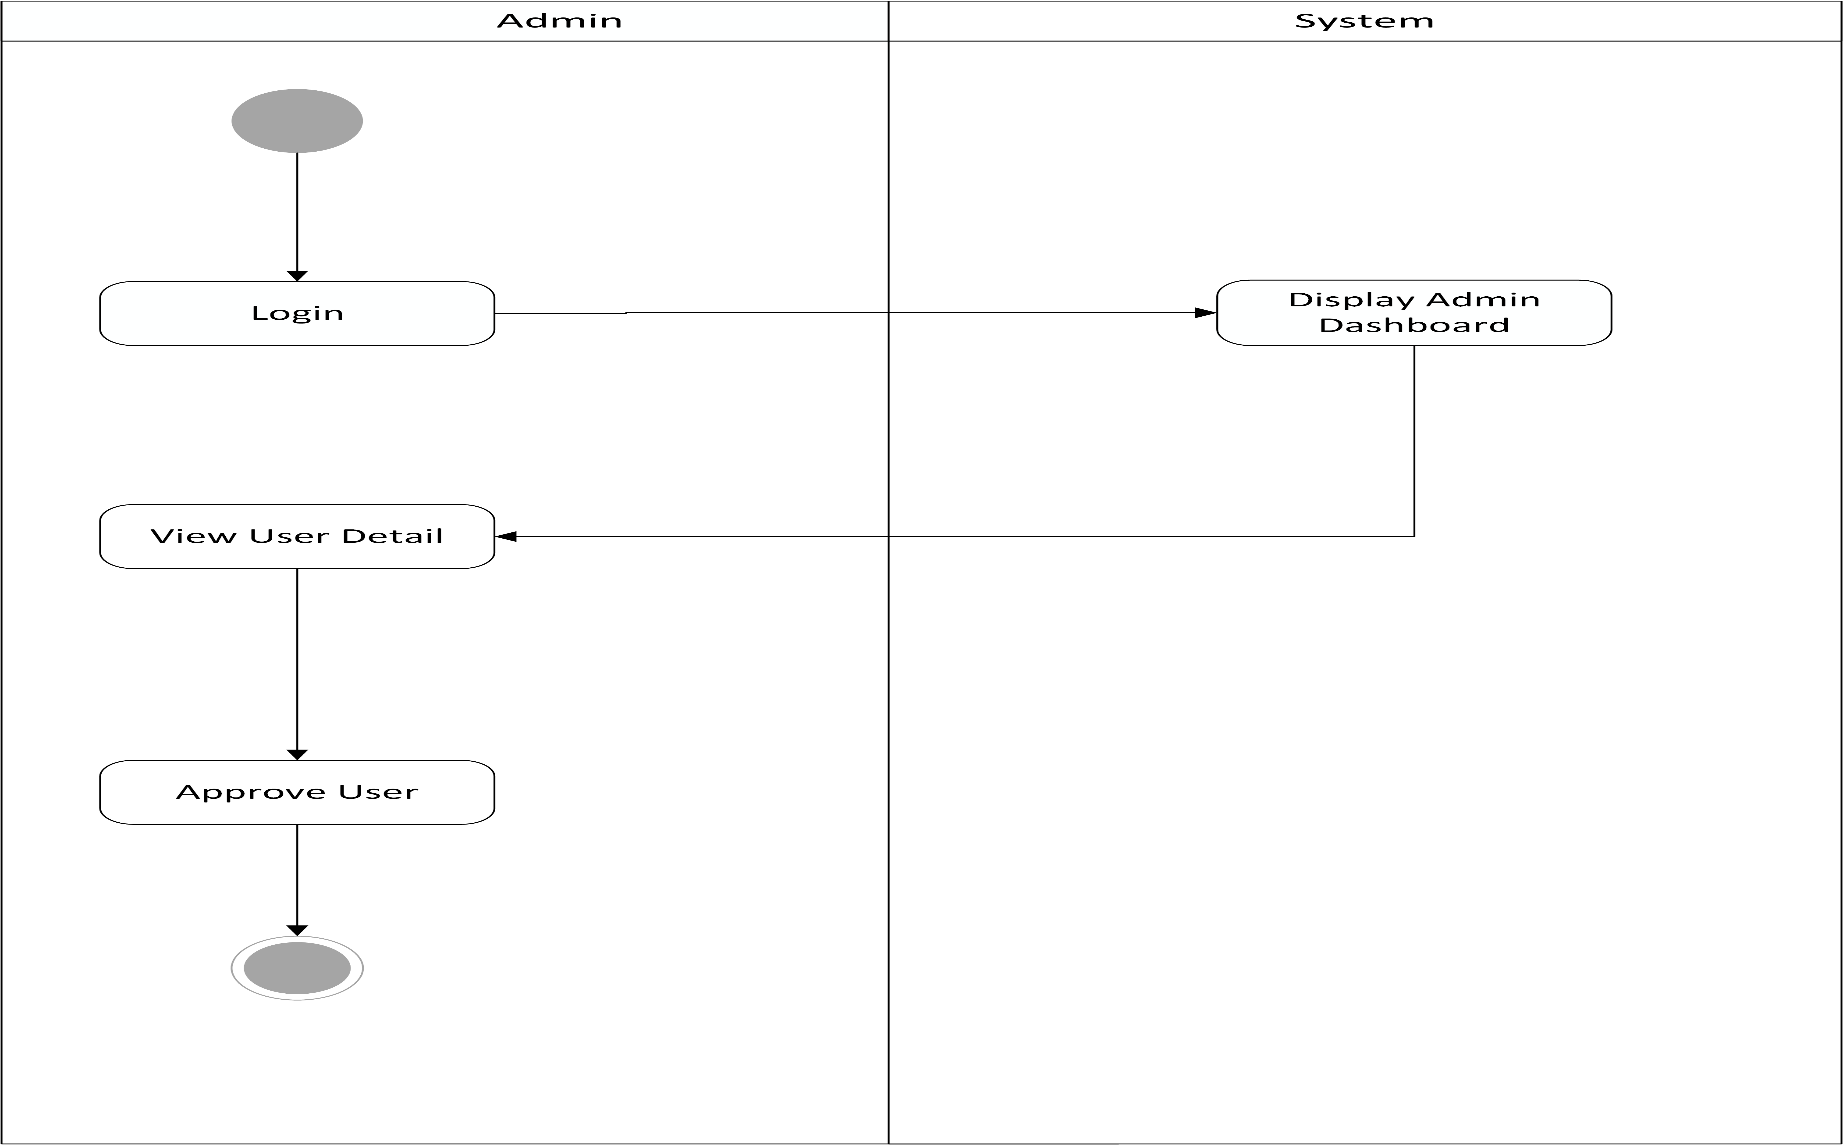 Admin
System
Login
Display Admin
Dashboard
View User Detail
Approve User